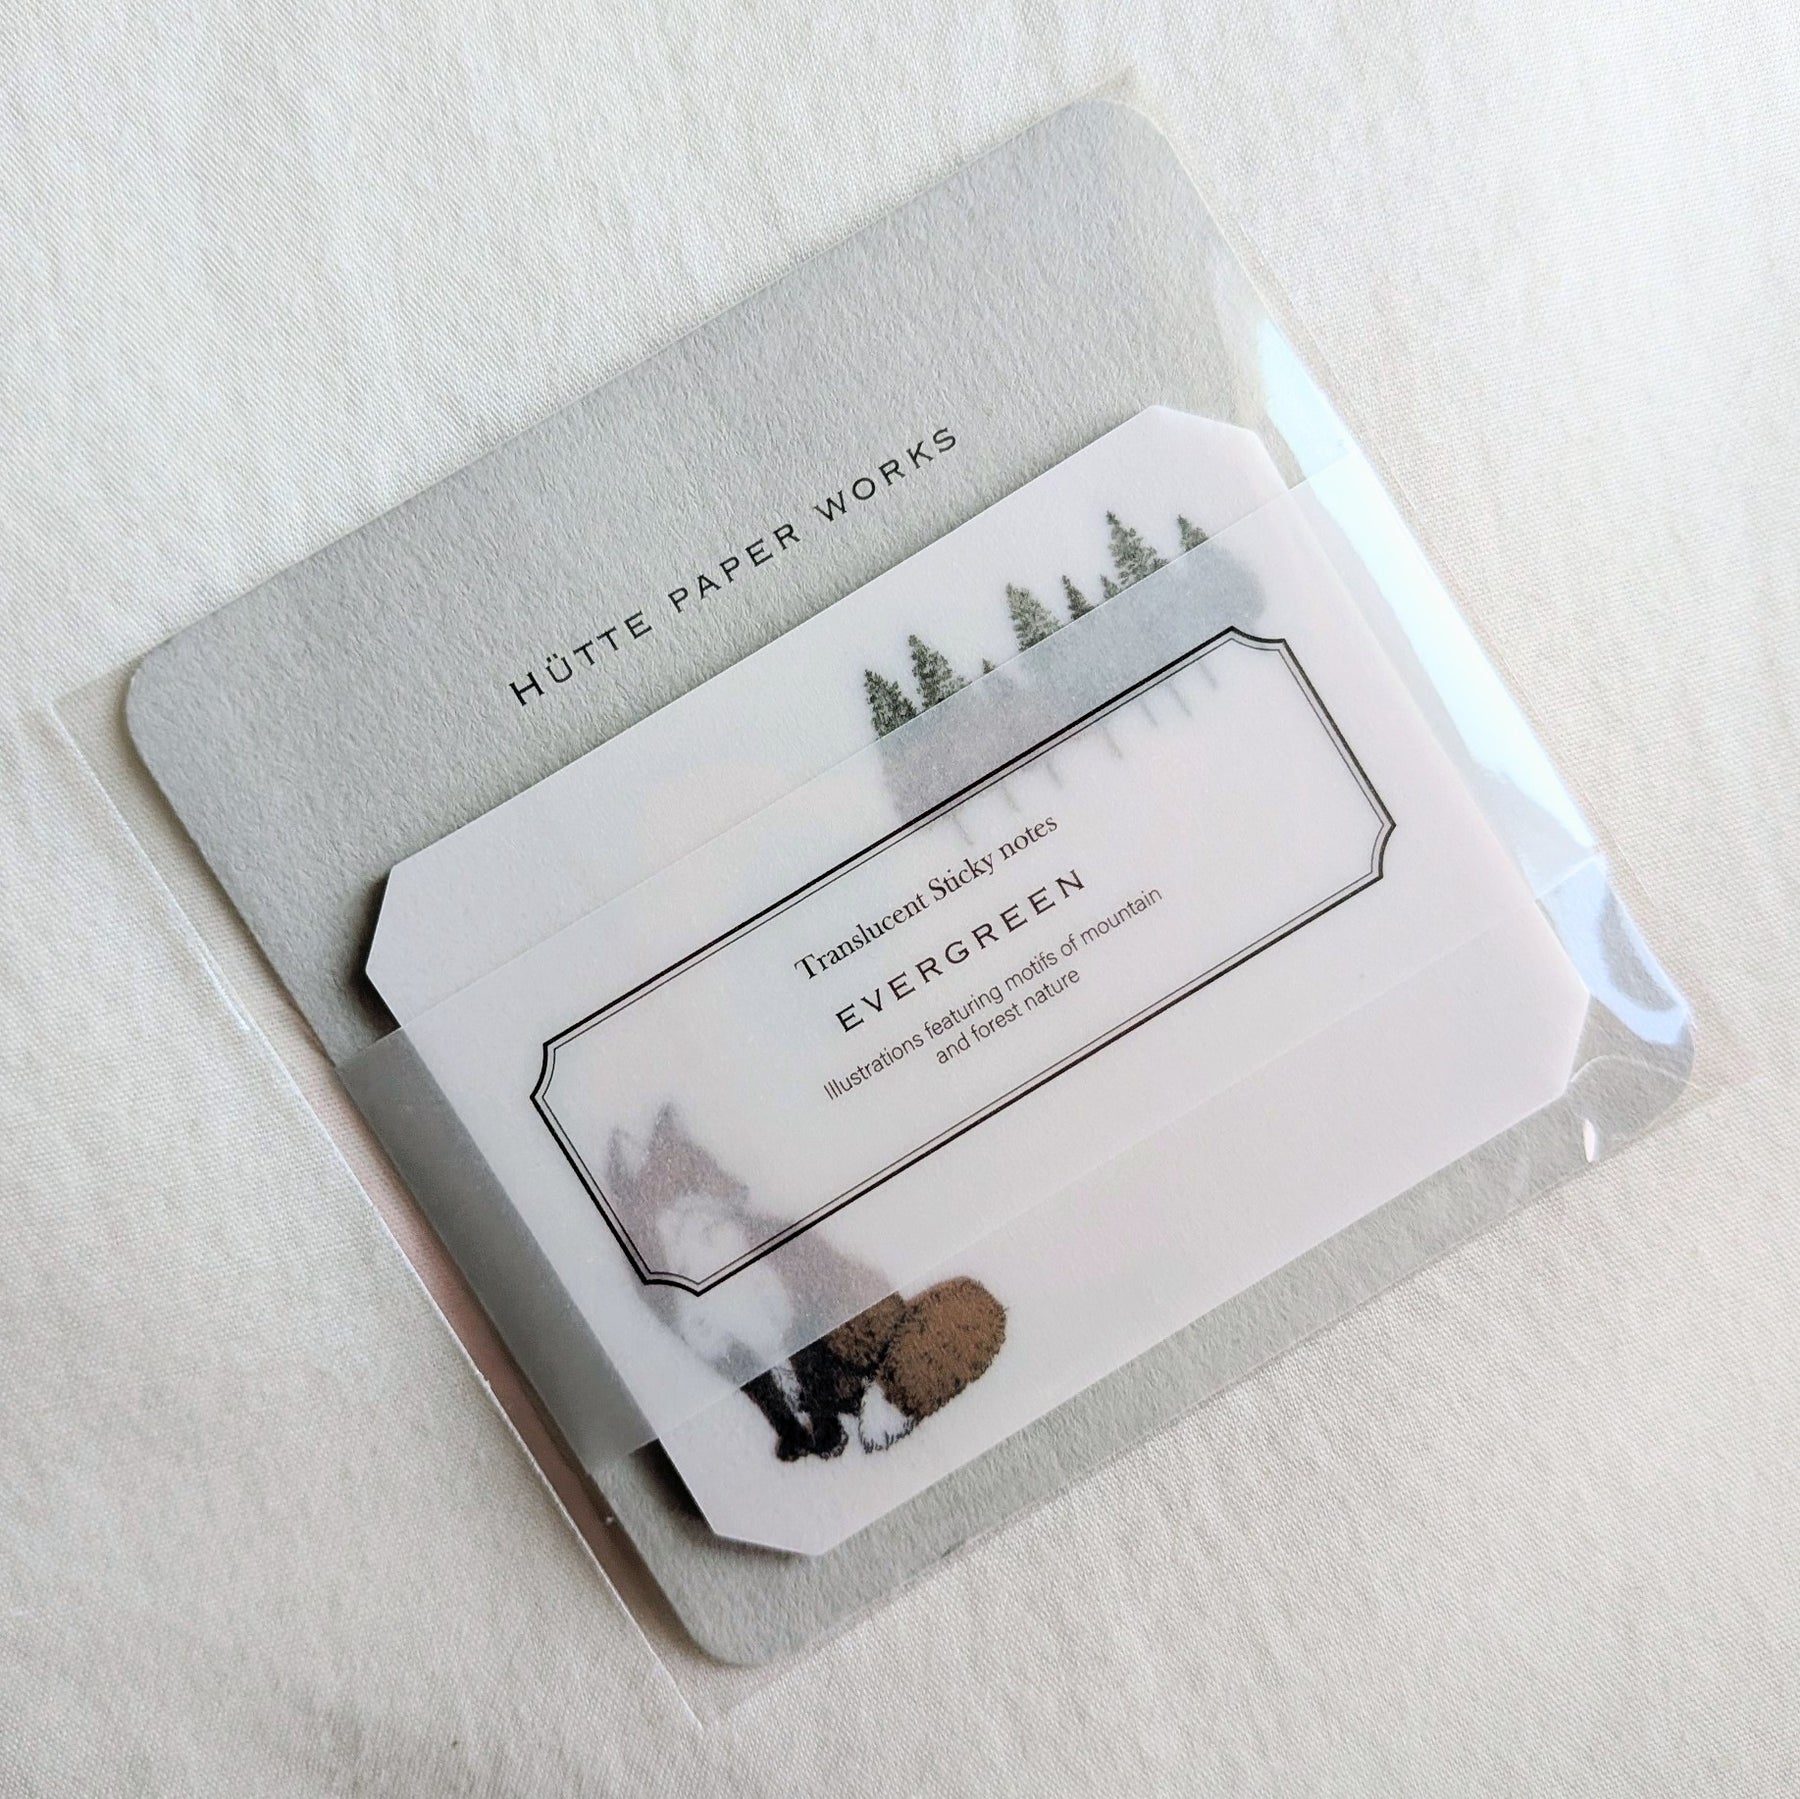 HÜTTE PAPER WORKS
Translucent Sticky notes
EVERGREEN
Illustrations featuring motifs of mountain
and forest nature